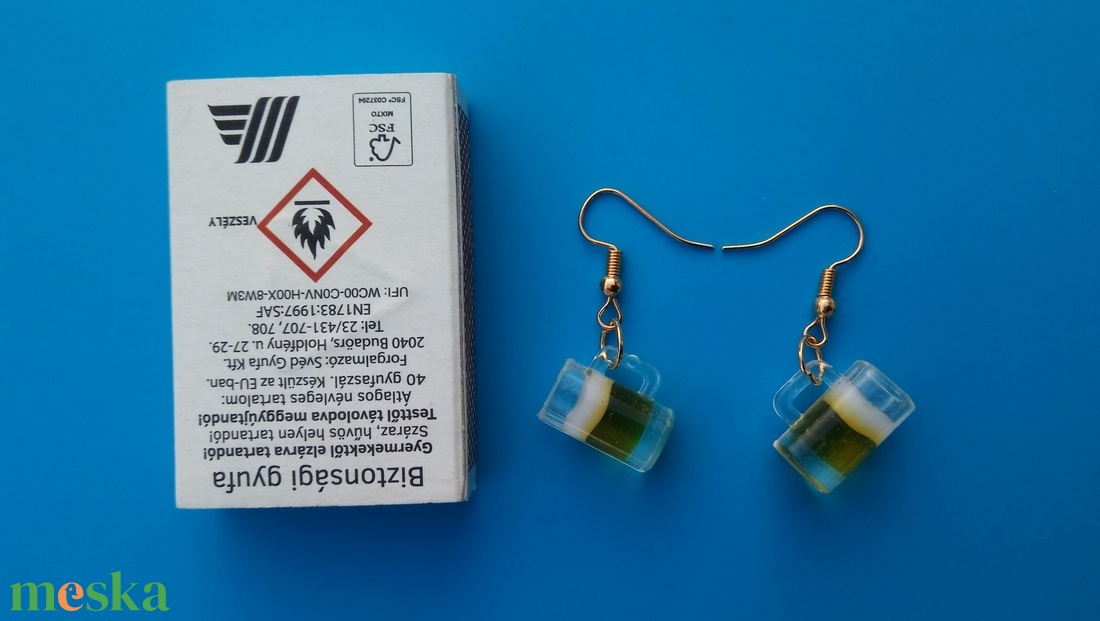 Biztonsági gyufa
Gyermekektől elzárva tartandó!
Száraz, hűvös helyen tartandó!
Testtől távolodva meggyújtandó!
Átlagos névleges tartalom:
40 gyufaszál. Készült az EU-ban.
Forgalmazó: Svéd Gyufa Kft.
2040 Budaörs, Holdfény u. 27-29.
Tel: 23/431-707, 708.
EN1783:1997:SAF
UFI: WC00-C0NV-H00X-8W3M
VESZÉLY
FSC
MIXTO
FSC® C037294
meska